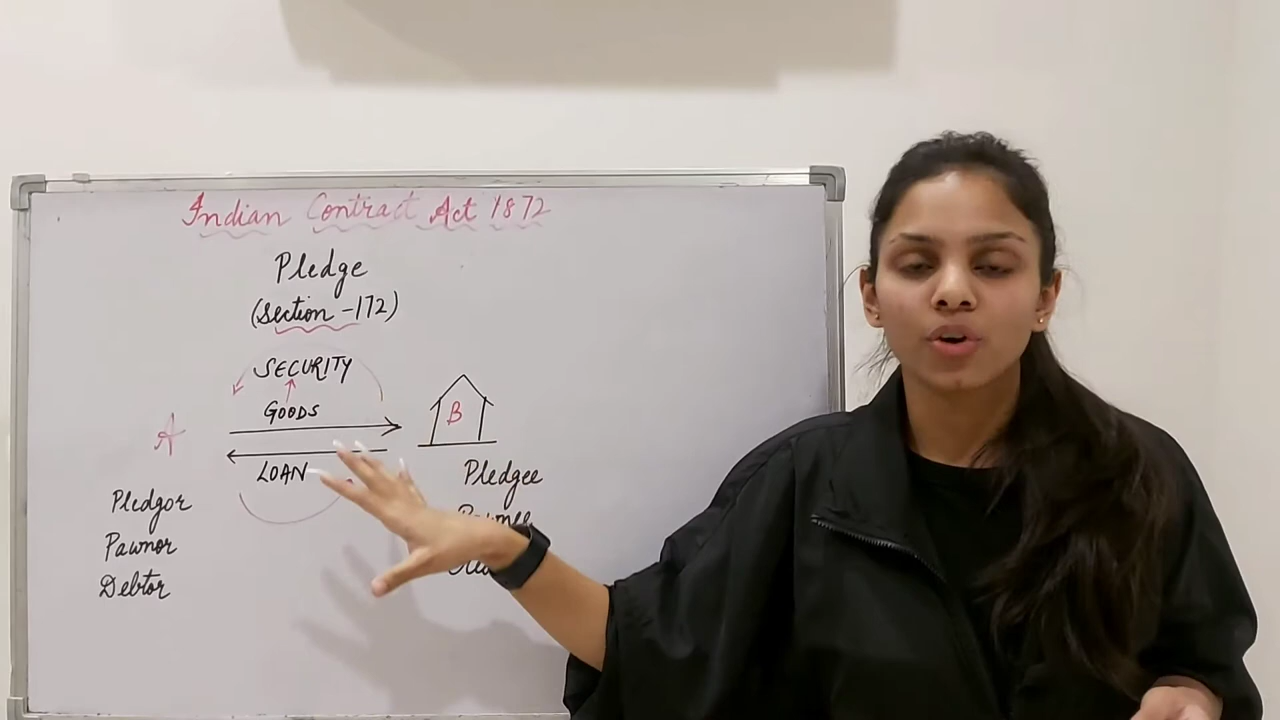 Indian Contract Act 1872
Pledge
(Section - 172)
SECURITY
GOODS
A
B
LOAN
Pledgor
Pawnor
Debtor
Pledgee